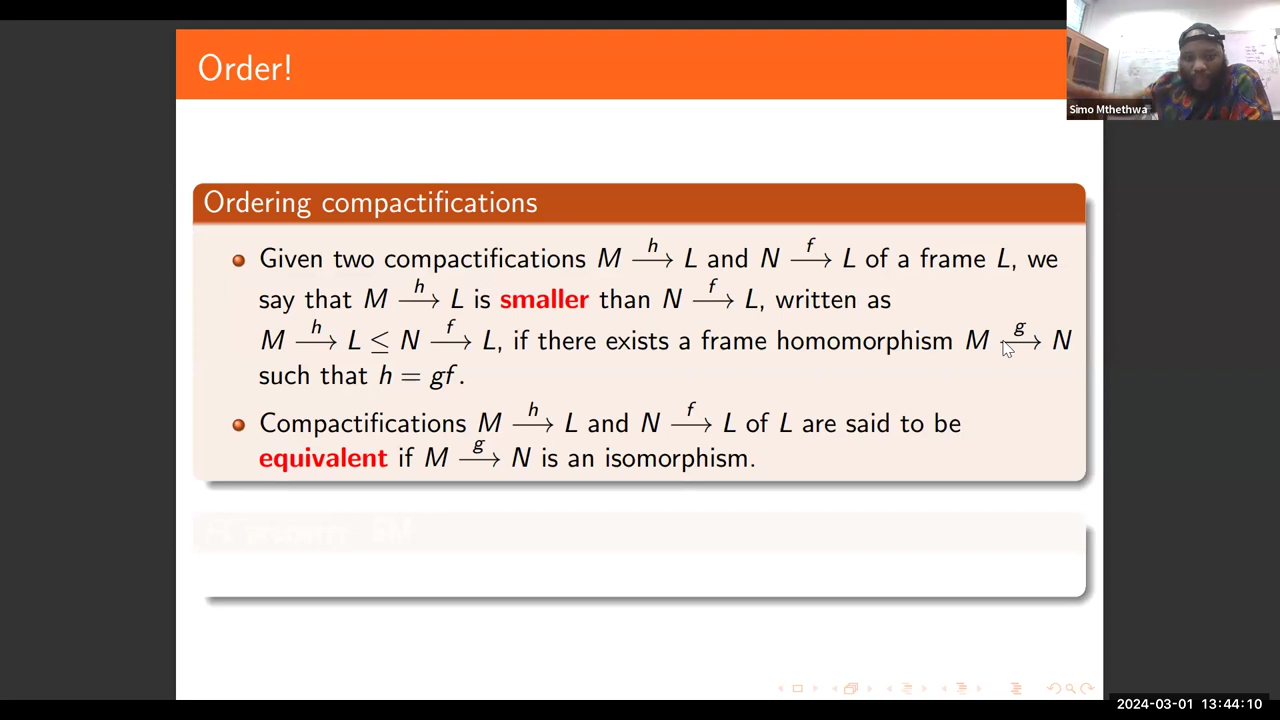 Order!
Simo Mthethwa
Ordering compactifications
Given two compactifications M —h→ L and N —f→ L of a frame L, we
say that M —h→ L is smaller than N —f→ L, written as
M —h→ L ≤ N —f→ L, if there exists a frame homomorphism M —g→ N
such that h = gf.
Compactifications M —h→ L and N —f→ L of L are said to be
equivalent if M —g→ N is an isomorphism.
2024-03-01 13:44:10